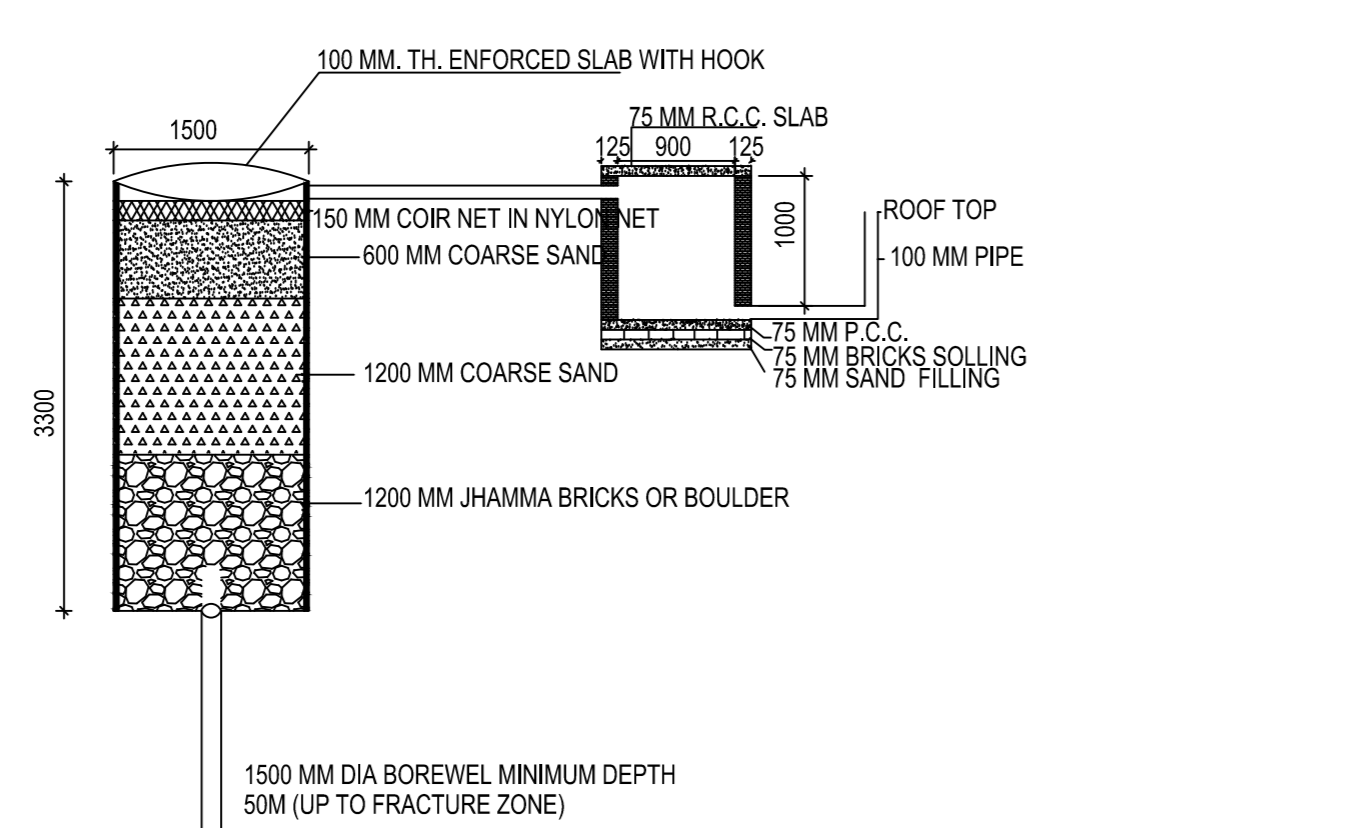 100 MM. TH. ENFORCED SLAB WITH HOOK
75 MM R.C.C. SLAB
1500
125 900 125
150 MM COIR NET IN NYLON NET
ROOF TOP
1000
600 MM COARSE SAND
100 MM PIPE
75 MM P.C.C.
75 MM BRICKS SOLLING
75 MM SAND FILLING
1200 MM COARSE SAND
3300
1200 MM JHAMMA BRICKS OR BOULDER
1500 MM DIA BOREWEL MINIMUM DEPTH
50M (UP TO FRACTURE ZONE)